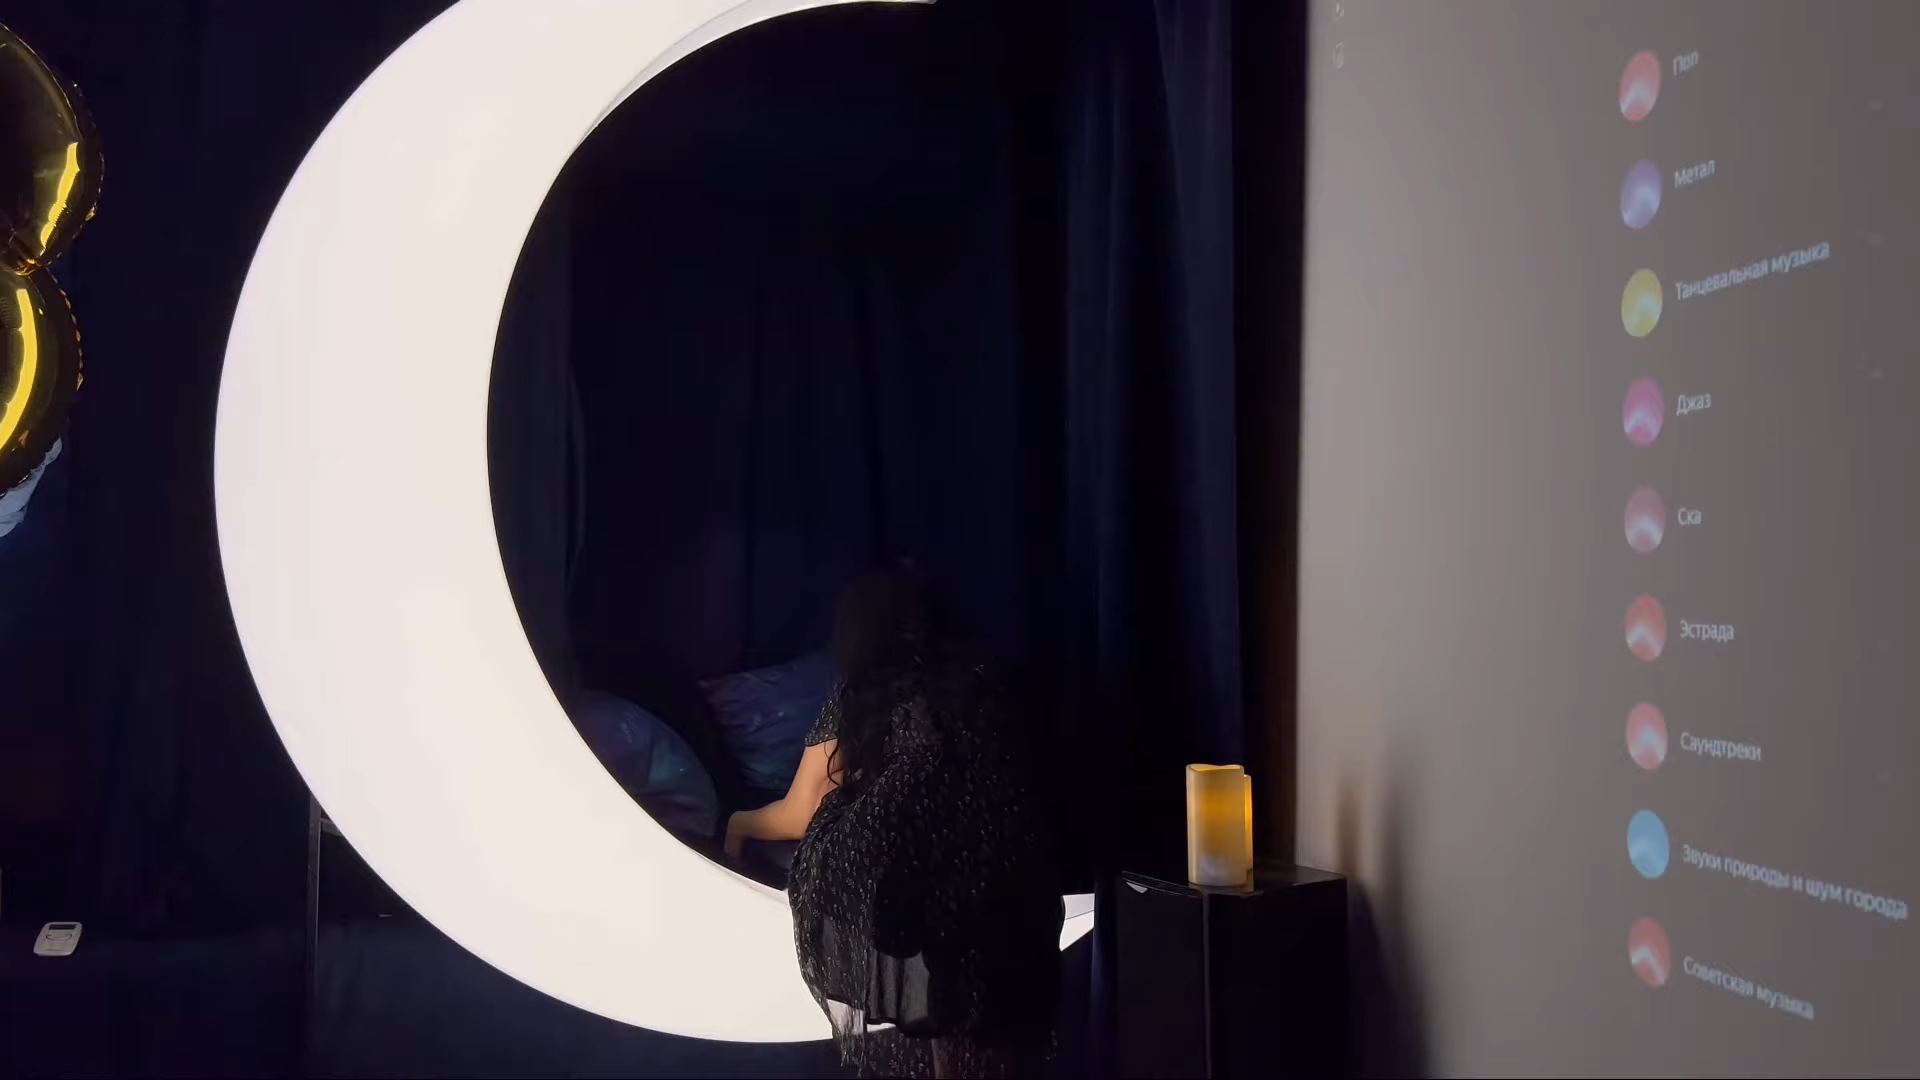 Поп
Метал
Танцевальная музыка
Джаз
Ска
Эстрада
Саундтреки
Звуки природы и шум города
Советская музыка